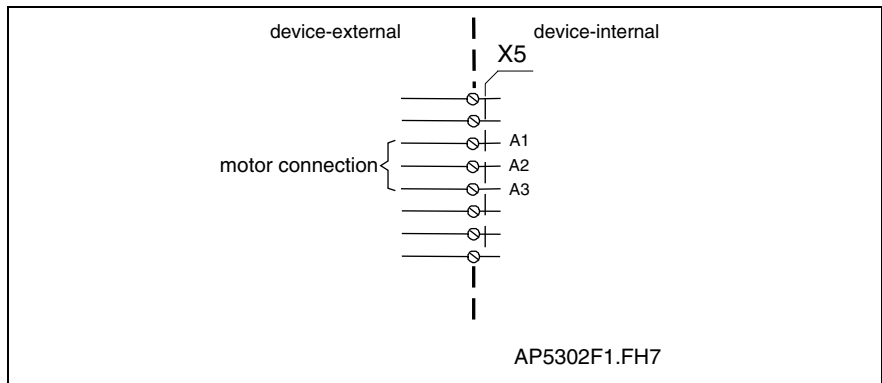 device-external
device-internal
X5
A1
motor connection
A2
A3
AP5302F1.FH7